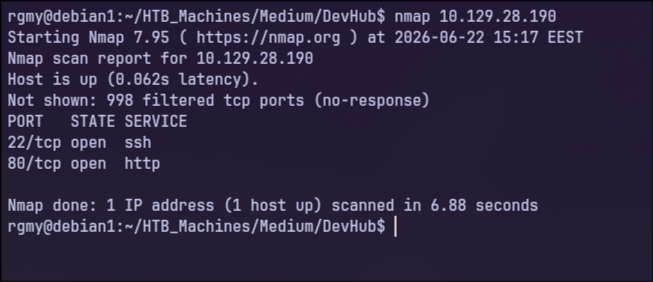 rgmy@debian1:~/HTB_Machines/Medium/DevHub$ nmap 10.129.28.190
Starting Nmap 7.95 ( https://nmap.org ) at 2026-06-22 15:17 EEST
Nmap scan report for 10.129.28.190
Host is up (0.062s latency).
Not shown: 998 filtered tcp ports (no-response)
PORT   STATE SERVICE
22/tcp open  ssh
80/tcp open  http
Nmap done: 1 IP address (1 host up) scanned in 6.88 seconds
rgmy@debian1:~/HTB_Machines/Medium/DevHub$